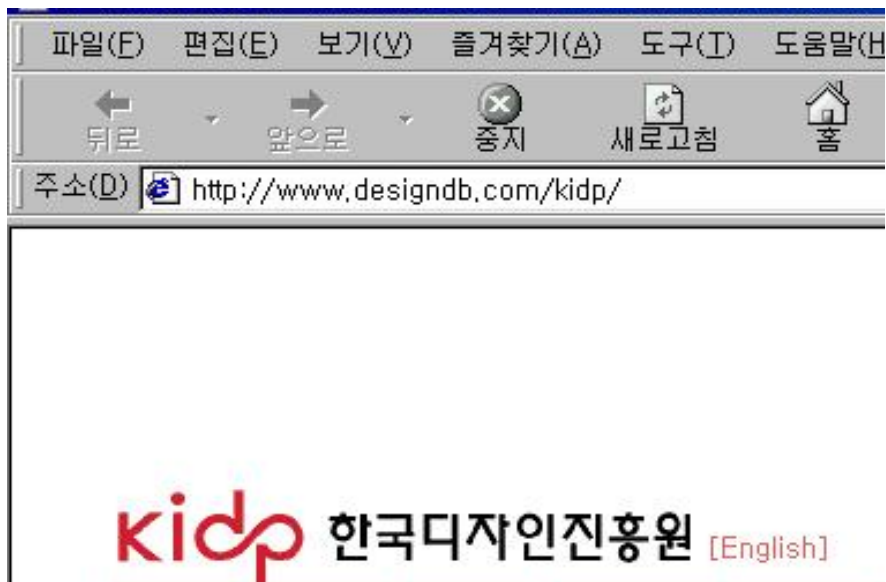 파일(F) 편집(E) 보기(V) 즐겨찾기(A) 도구(T) 도움말(H
뒤로 앞으로 중지 새로고침 홈
주소(D) http://www.designdb.com/kidp/
kidp 한국디자인진흥원 [English]